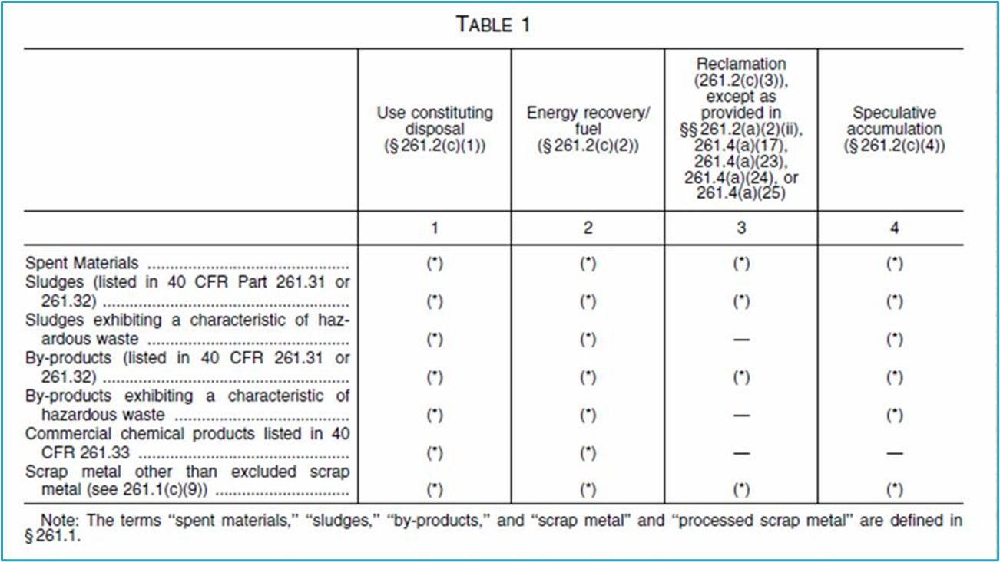 TABLE 1
Use constituting
disposal
(§ 261.2(c)(1))
Energy recovery/
fuel
(§ 261.2(c)(2))
Reclamation
(261.2(c)(3)),
except as
provided in
§§ 261.2(a)(2)(ii),
261.4(a)(17),
261.4(a)(23),
261.4(a)(24), or
261.4(a)(25)
Speculative
accumulation
(§ 261.2(c)(4))
1 2 3 4
Spent Materials ................................................ (*) (*) (*) (*)
Sludges (listed in 40 CFR Part 261.31 or
261.32) ........................................................ (*) (*) (*) (*)
Sludges exhibiting a characteristic of haz-
ardous waste ............................................... (*) (*) — (*)
By-products (listed in 40 CFR 261.31 or
261.32) ........................................................ (*) (*) (*) (*)
By-products exhibiting a characteristic of
hazardous waste ......................................... (*) (*) — (*)
Commercial chemical products listed in 40
CFR 261.33 ................................................. (*) (*) — —
Scrap metal other than excluded scrap
metal (see 261.1(c)(9)) ............................... (*) (*) (*) (*)
Note: The terms “spent materials,” “sludges,” “by-products,” and “scrap metal” and “processed scrap metal” are defined in
§ 261.1.